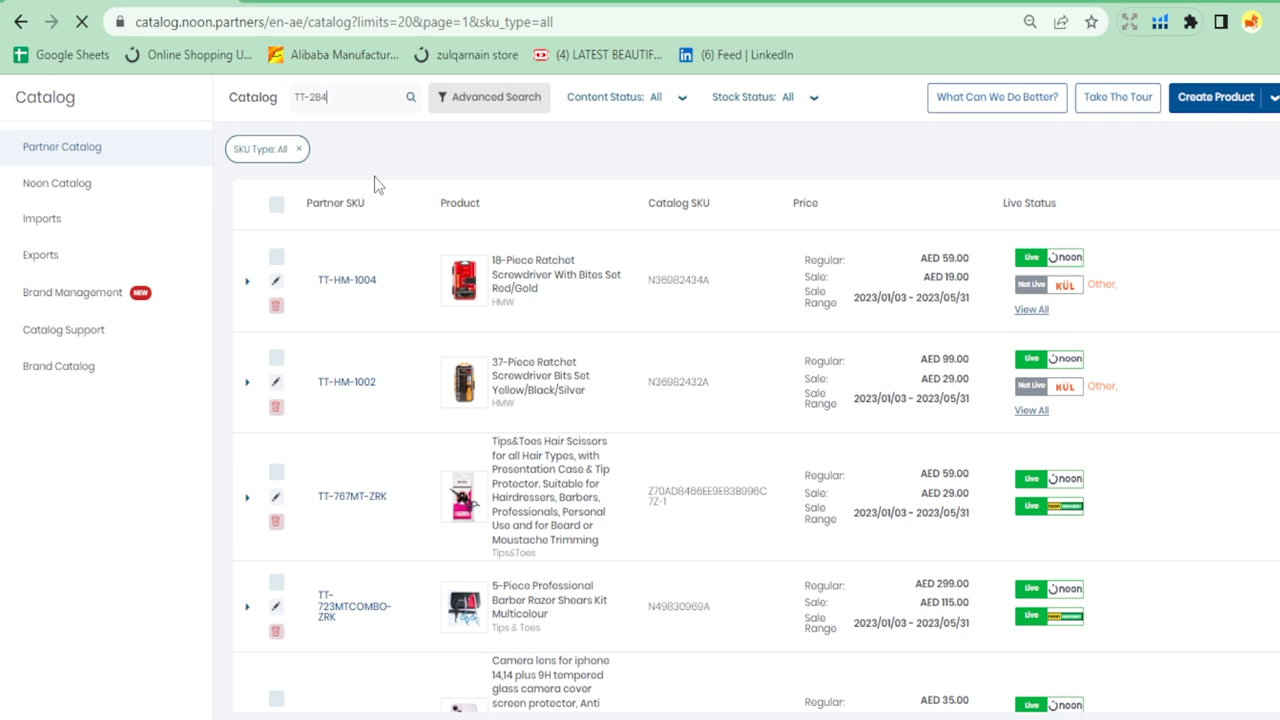 catalog.noon.partners/en-ae/catalog?limits=20&page=1&sku_type=all
Google Sheets
Online Shopping U...
Alibaba Manufactur...
zulqarnain store
(4) LATEST BEAUTIF...
(6) Feed | LinkedIn
Catalog
Catalog
TT-284
Advanced Search
Content Status: All
Stock Status: All
What Can We Do Better?
Take The Tour
Create Product
Partner Catalog
Noon Catalog
Imports
Exports
Brand Management NEW
Catalog Support
Brand Catalog
SKU Type: All ×
Partner SKU
Product
Catalog SKU
Price
Live Status
TT-HM-1004
18-Piece Ratchet
Screwdriver With Bites Set
Red/Gold
HMW
N36982434A
Regular: AED 59.00
Sale: AED 19.00
Sale
Range
2023/01/03 - 2023/05/31
Live noon
Not Live KÜL Other,
View All
TT-HM-1002
37-Piece Ratchet
Screwdriver Bits Set
Yellow/Black/Silver
HMW
N36982432A
Regular: AED 99.00
Sale: AED 29.00
Sale
Range
2023/01/03 - 2023/05/31
Live noon
Not Live KÜL Other,
View All
TT-767MT-ZRK
Tips&Toes Hair Scissors
for all Hair Types, with
Presentation Case & Tip
Protector. Suitable for
Hairdressers, Barbers,
Professionals, Personal
Use and for Beard or
Moustache Trimming
Tips&Toes
Z70AD8466EE9E83B996C
7Z-1
Regular: AED 59.00
Sale: AED 29.00
Sale
Range
2023/01/03 - 2023/05/31
Live noon
Live
TT-
723MTCOMBO-
ZRK
5-Piece Professional
Barber Razor Shears Kit
Multicolour
Tips & Toes
N49830969A
Regular: AED 299.00
Sale: AED 115.00
Sale
Range
2023/01/03 - 2023/05/31
Live noon
Live
Camera lens for iphone
14,14 plus 9H tempered
glass camera cover
screen protector, Anti
Regular: AED 35.00
Live noon